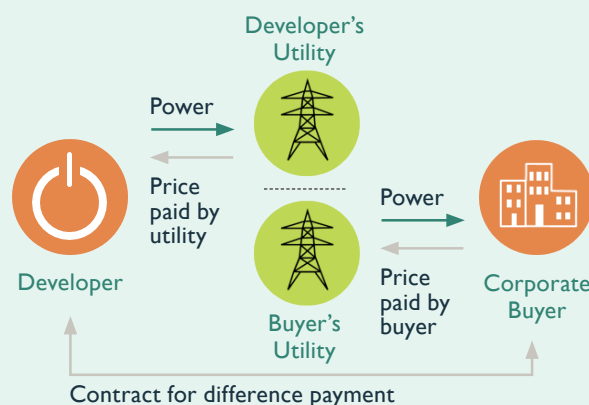 Developer’s
Utility
Power
Price
paid by
utility
Developer
Buyer’s
Utility
Power
Price
paid by
buyer
Corporate
Buyer
Contract for difference payment